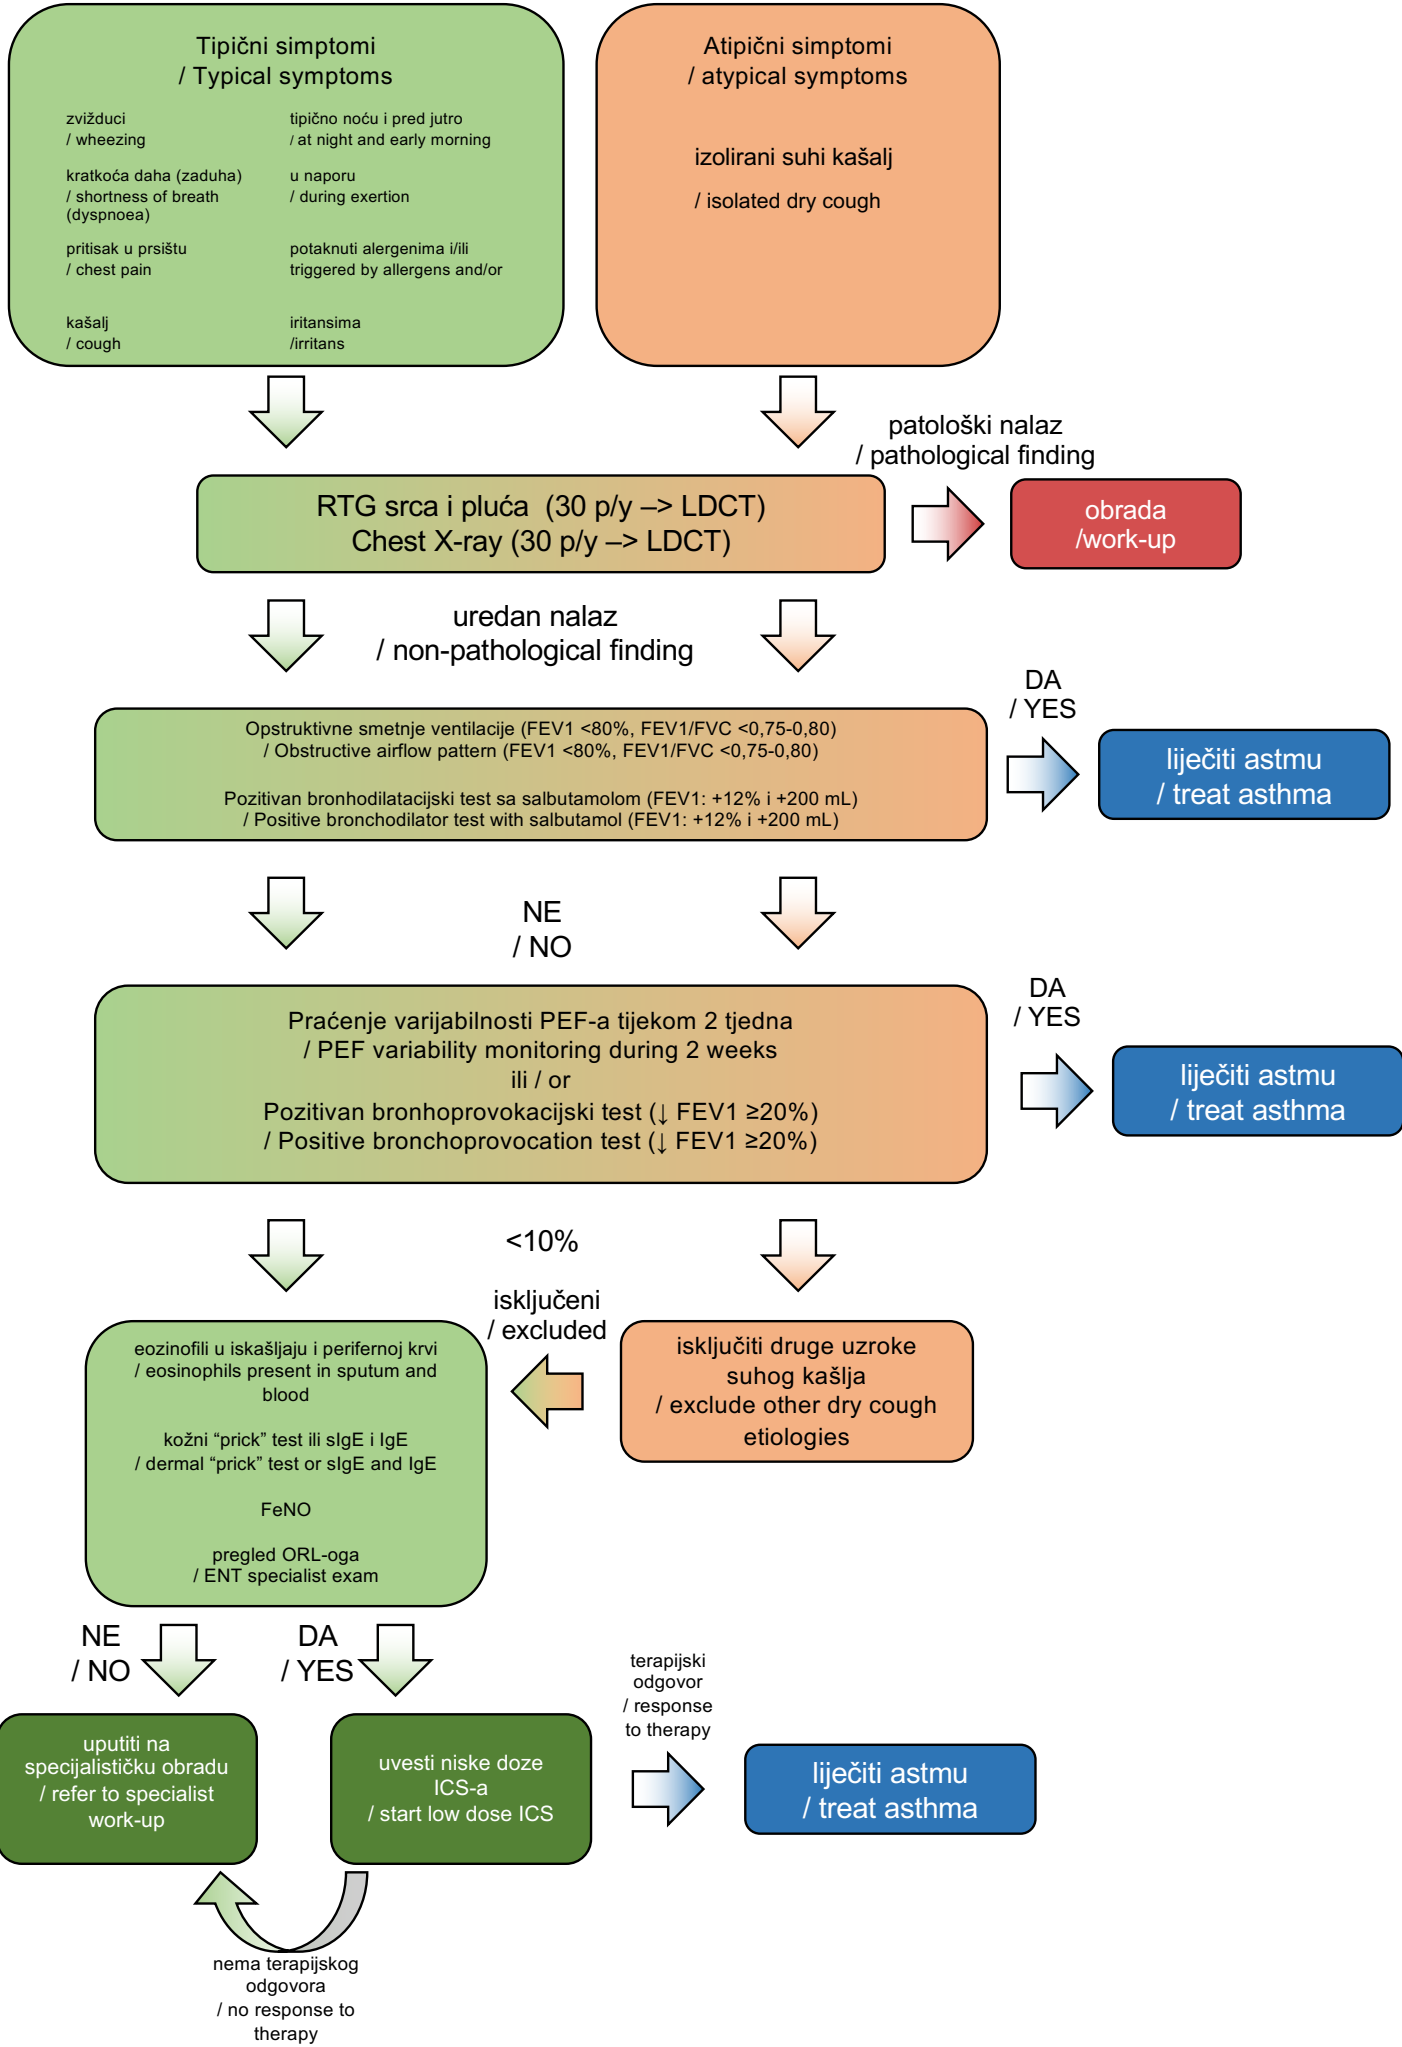 Tipični simptomi
/ Typical symptoms
zvižduci
/ wheezing
tipično noću i pred jutro
/ at night and early morning
kratkoća daha (zaduha)
/ shortness of breath
(dyspnoea)
u naporu
/ during exertion
pritisak u prsištu
/ chest pain
potaknuti alergenima i/ili
triggered by allergens and/or
kašalj
/ cough
iritansima
/irritans
Atipični simptomi
/ atypical symptoms
izolirani suhi kašalj
/ isolated dry cough
patološki nalaz
/ pathological finding
RTG srca i pluća (30 p/y –> LDCT)
Chest X-ray (30 p/y –> LDCT)
obrada
/work-up
uredan nalaz
/ non-pathological finding
DA
/ YES
Opstruktivne smetnje ventilacije (FEV1 <80%, FEV1/FVC <0,75-0,80)
/ Obstructive airflow pattern (FEV1 <80%, FEV1/FVC <0,75-0,80)
Pozitivan bronhodilatacijski test sa salbutamolom (FEV1: +12% i +200 mL)
/ Positive bronchodilator test with salbutamol (FEV1: +12% i +200 mL)
liječiti astmu
/ treat asthma
NE
/ NO
DA
/ YES
Praćenje varijabilnosti PEF-a tijekom 2 tjedna
/ PEF variability monitoring during 2 weeks
ili / or
Pozitivan bronhoprovokacijski test (↓ FEV1 ≥20%)
/ Positive bronchoprovocation test (↓ FEV1 ≥20%)
liječiti astmu
/ treat asthma
<10%
isključeni
/ excluded
isključiti druge uzroke
suhog kašlja
/ exclude other dry cough
etiologies
eozinofili u iskašljaju i perifernoj krvi
/ eosinophils present in sputum and
blood
kožni “prick” test ili sIgE i IgE
/ dermal “prick” test or sIgE and IgE
FeNO
pregled ORL-oga
/ ENT specialist exam
NE
/ NO
DA
/ YES
uputiti na
specijalističku obradu
/ refer to specialist
work-up
uvesti niske doze
ICS-a
/ start low dose ICS
terapijski
odgovor
/ response
to therapy
liječiti astmu
/ treat asthma
nema terapijskog
odgovora
/ no response to
therapy